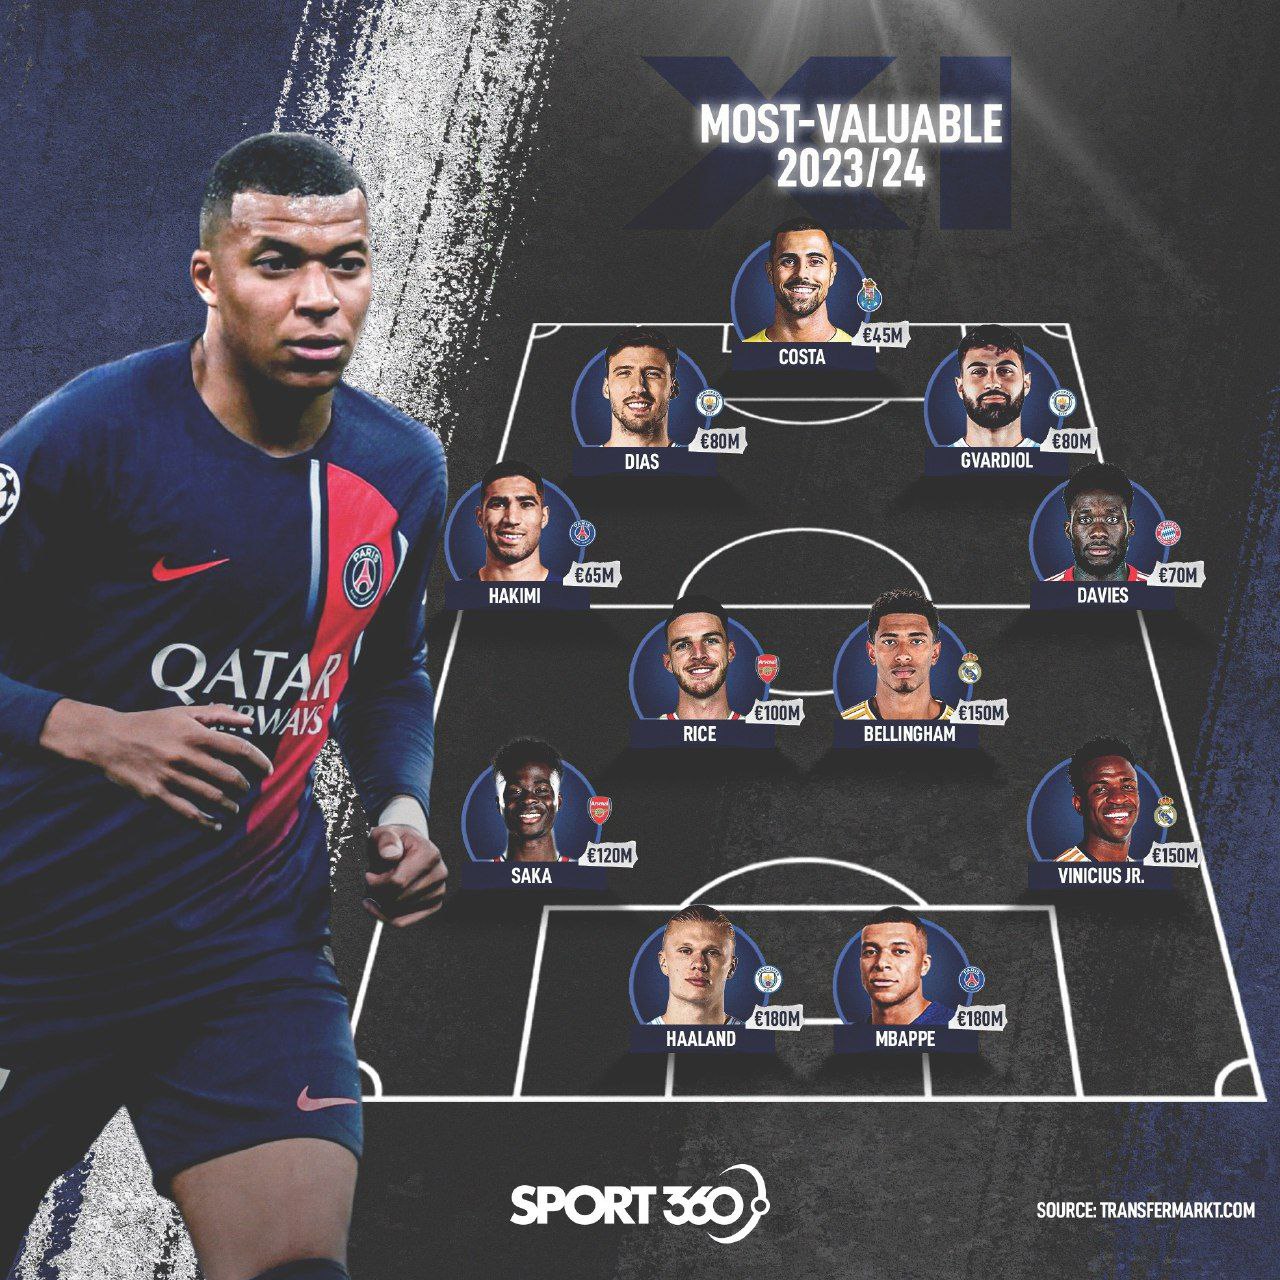 XI
MOST-VALUABLE
2023/24
€45M
COSTA
€80M
DIAS
€80M
GVARDIOL
€65M
HAKIMI
€70M
DAVIES
€100M
RICE
€150M
BELLINGHAM
€120M
SAKA
€150M
VINICIUS JR.
€180M
HAALAND
€180M
MBAPPE
PARIS
QATAR
AIRWAYS
SPORT 360
SOURCE: TRANSFERMARKT.COM